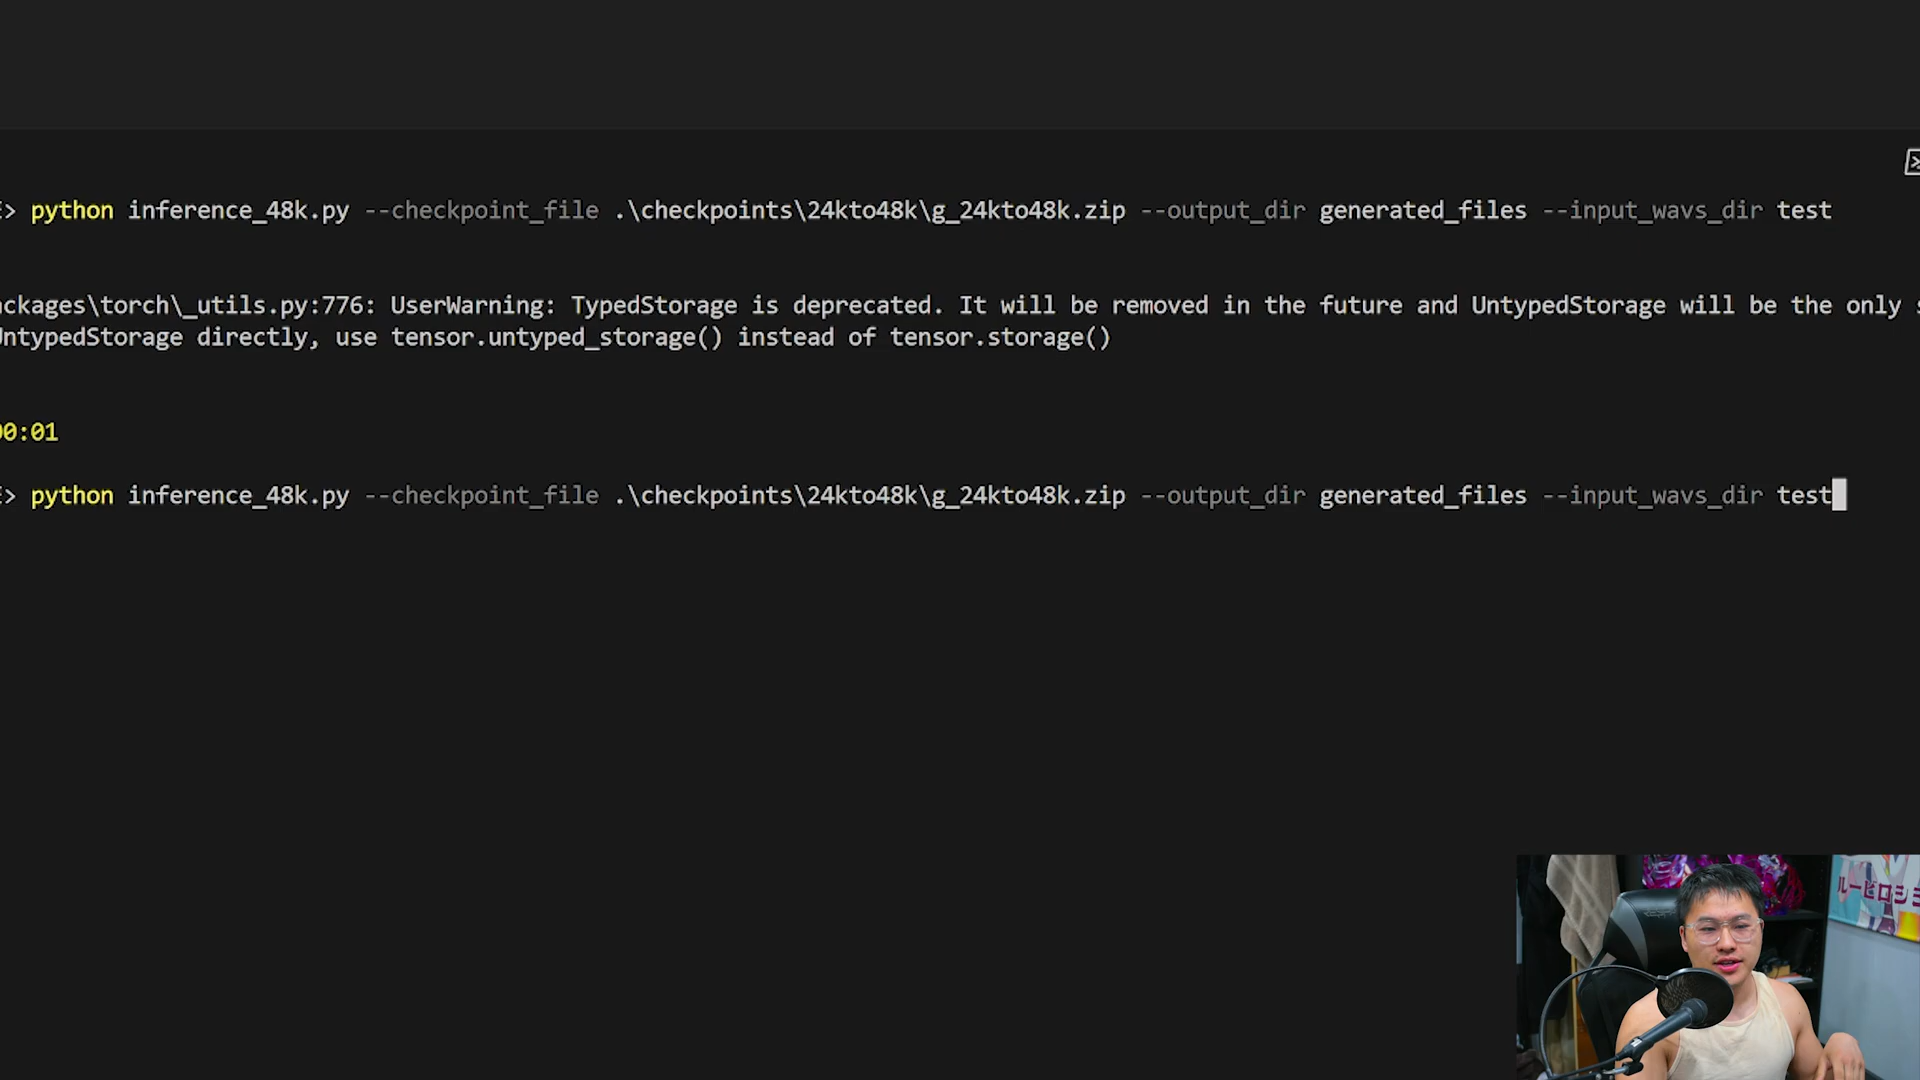 > python inference_48k.py --checkpoint_file .\checkpoints\24kto48k\g_24kto48k.zip --output_dir generated_files --input_wavs_dir test
ackages\torch\_utils.py:776: UserWarning: TypedStorage is deprecated. It will be removed in the future and UntypedStorage will be the only s
UntypedStorage directly, use tensor.untyped_storage() instead of tensor.storage()
00:01
> python inference_48k.py --checkpoint_file .\checkpoints\24kto48k\g_24kto48k.zip --output_dir generated_files --input_wavs_dir test